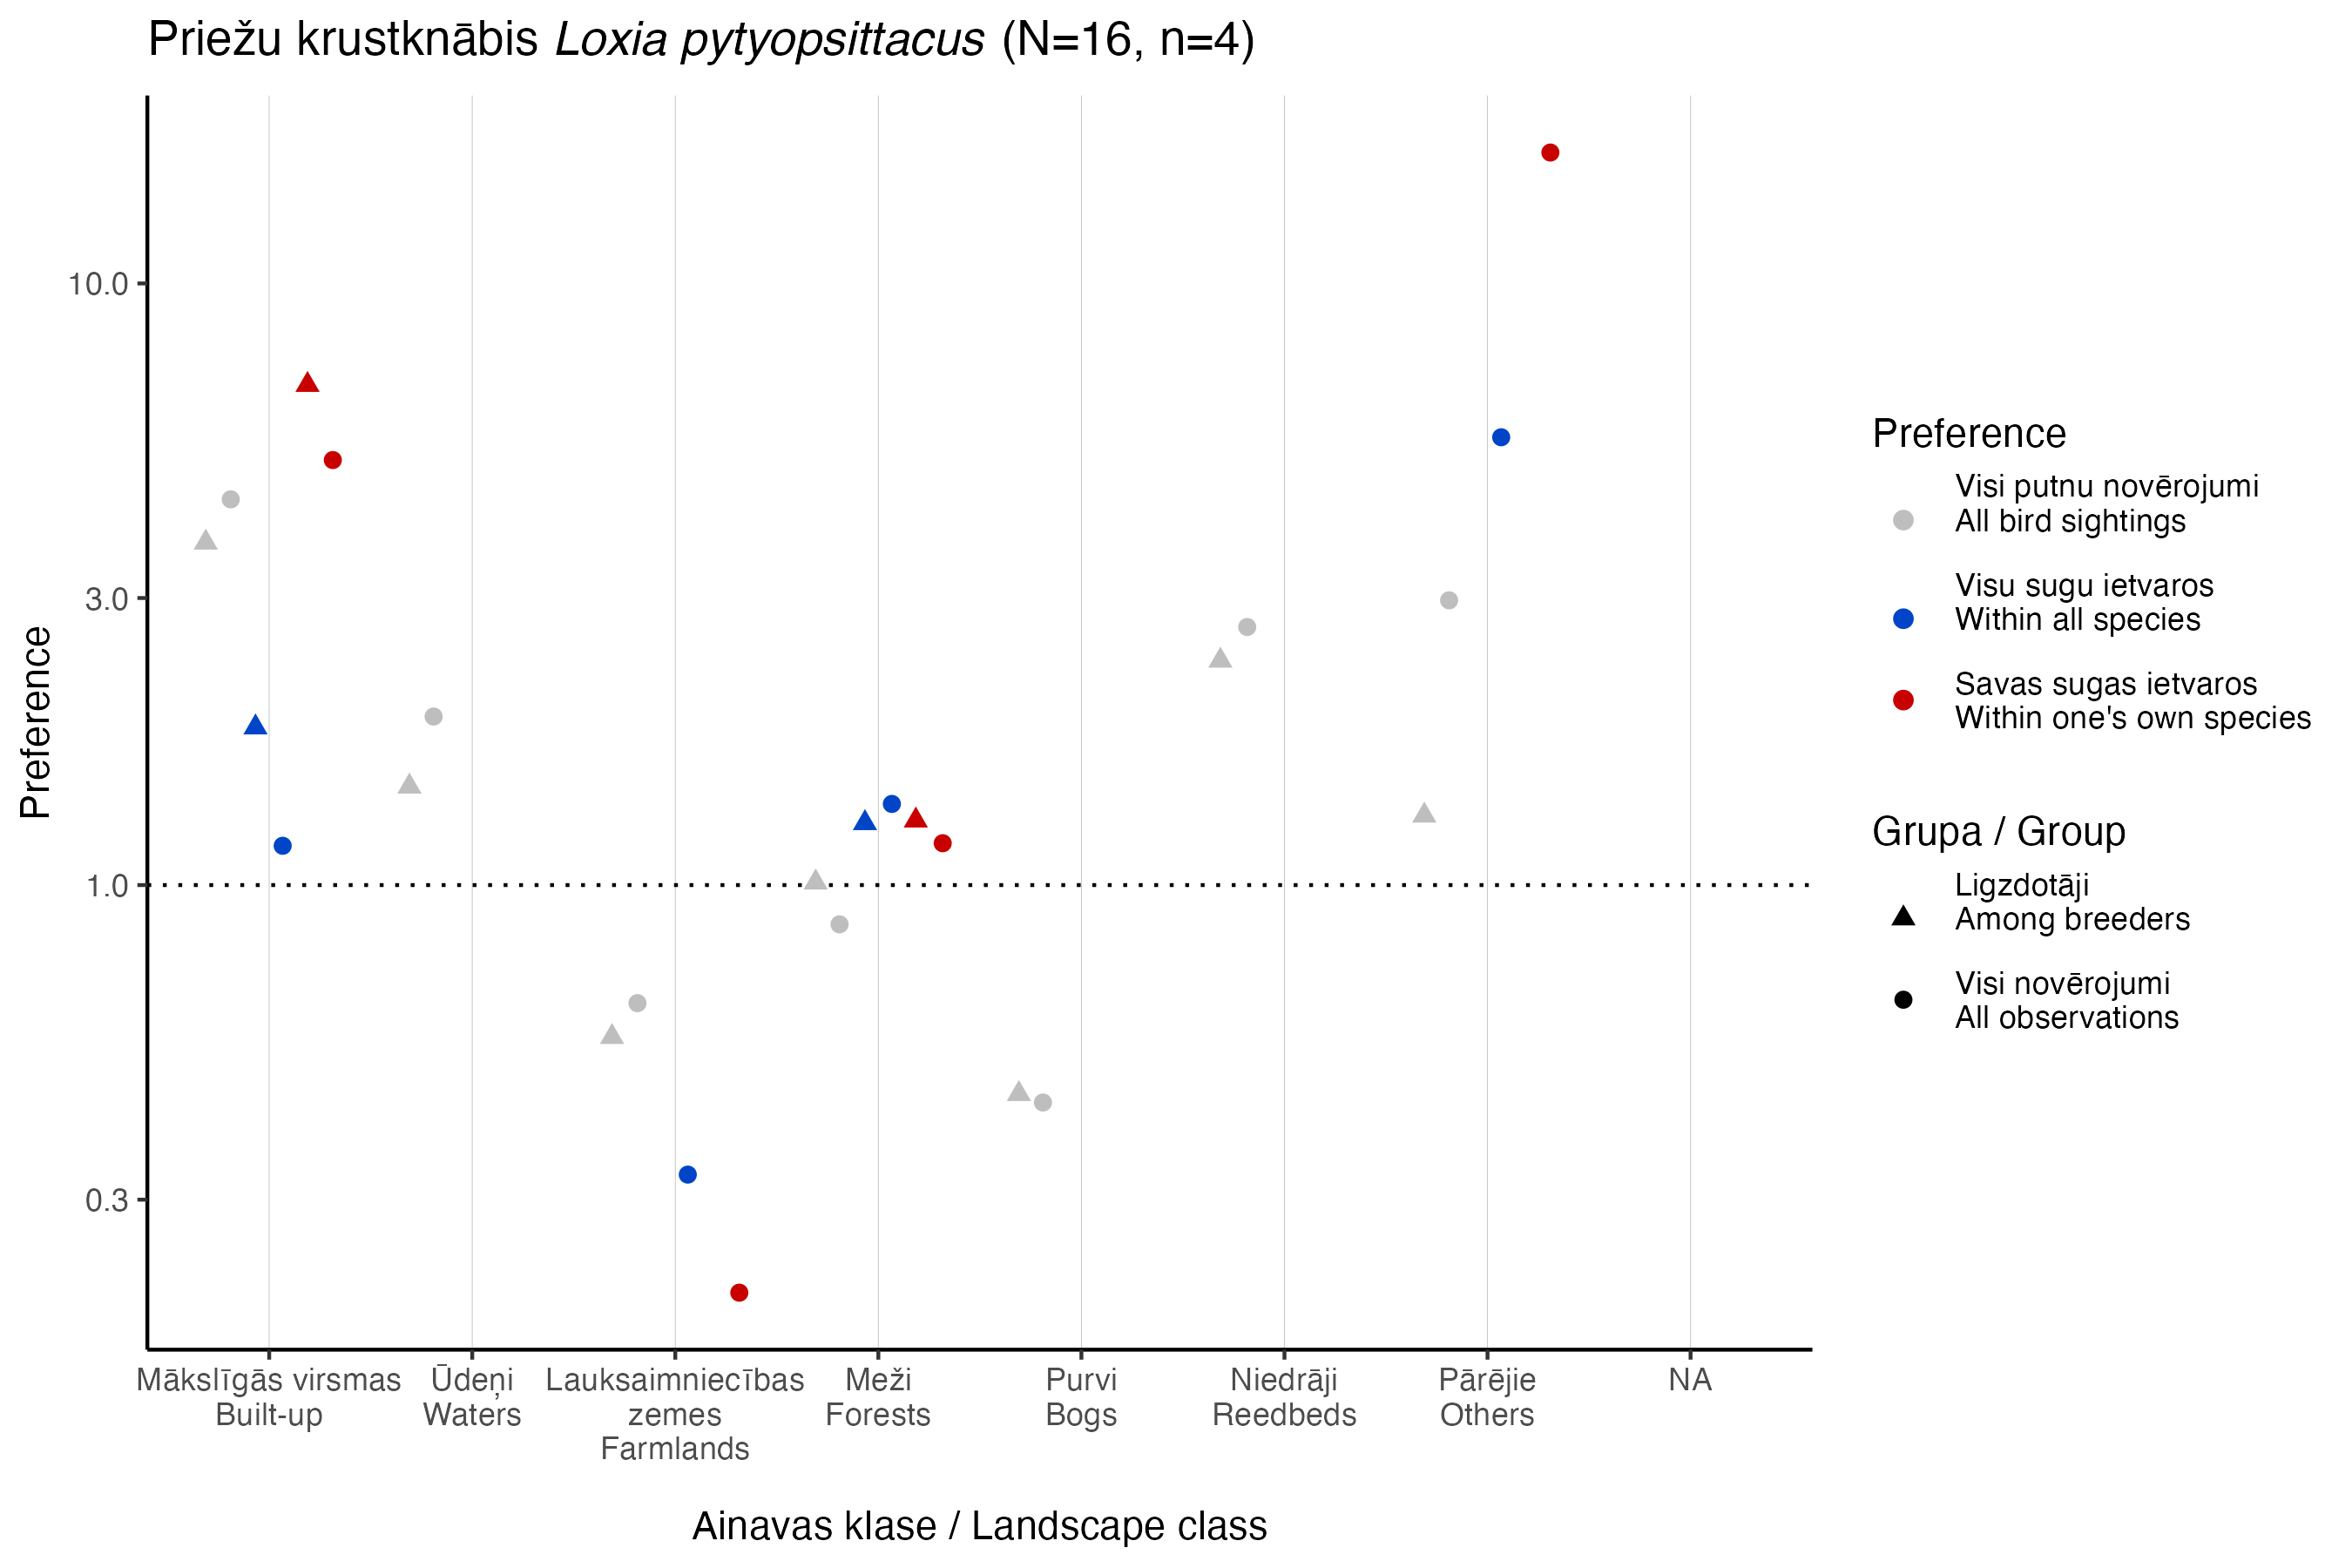 Priežu krustknābis Loxia pytyopsittacus (N=16, n=4)
Preference
10.0
3.0
1.0
0.3
Mākslīgās virsmas
Built-up
Ūdeņi
Waters
Lauksaimniecības
zemes
Farmlands
Meži
Forests
Purvi
Bogs
Niedrāji
Reedbeds
Pārējie
Others
NA
Ainavas klase / Landscape class
Preference
Visi putnu novērojumi
All bird sightings
Visu sugu ietvaros
Within all species
Savas sugas ietvaros
Within one's own species
Grupa / Group
Ligzdotāji
Among breeders
Visi novērojumi
All observations